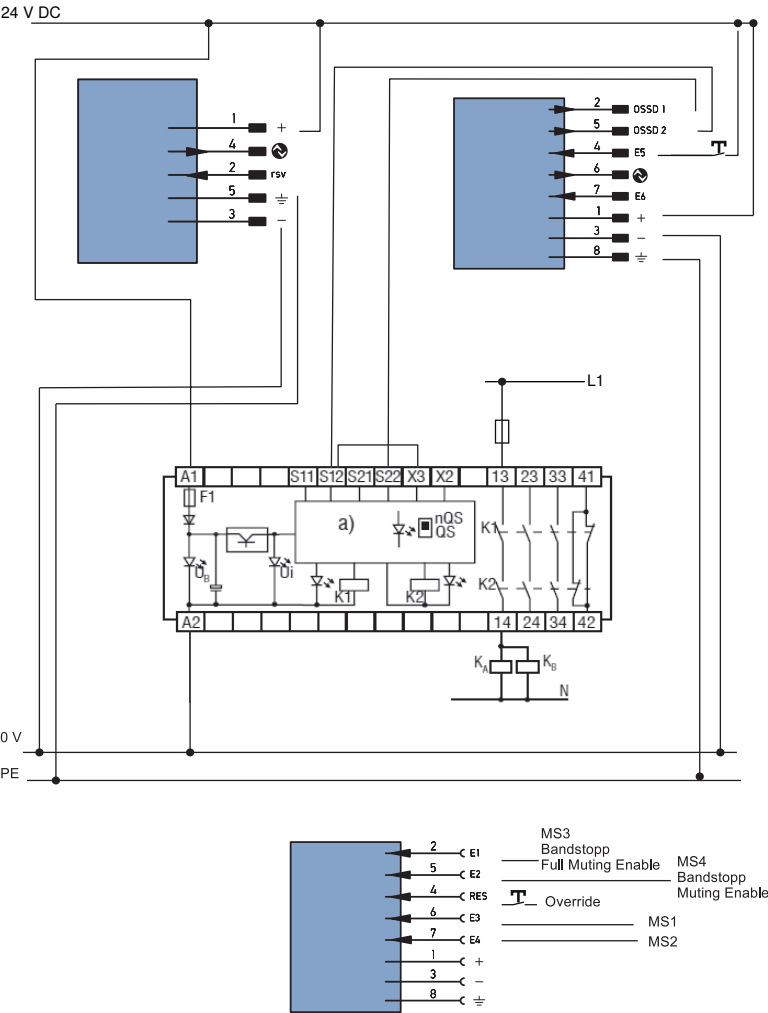 24 V DC
1 +
4
2 rsv
5
3 −
2 OSSD 1
5 OSSD 2
4 E5
6
7 E6
1 +
3 −
8
L1
A1 S11 S12 S21 S22 X3 X2 13 23 33 41
F1
a)
nQS
QS
K1
UB
Ui
K1
K2
K2
A2 14 24 34 42
KA
KB
N
0 V
PE
2 E1
5 E2
4 RES
6 E3
7 E4
1 +
3 −
8
MS3
Bandstopp
Full Muting Enable
MS4
Bandstopp
Muting Enable
Override
MS1
MS2